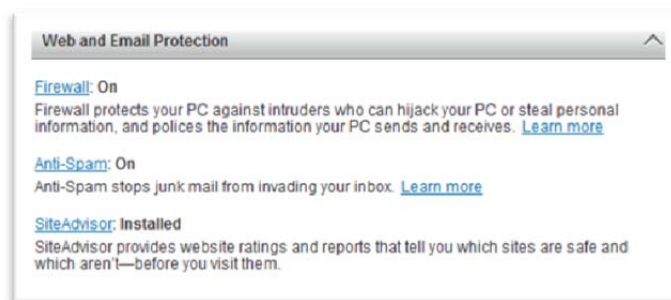 Web and Email Protection
Firewall: On
Firewall protects your PC against intruders who can hijack your PC or steal personal
information, and polices the information your PC sends and receives. Learn more
Anti-Spam: On
Anti-Spam stops junk mail from invading your inbox. Learn more
SiteAdvisor: Installed
SiteAdvisor provides website ratings and reports that tell you which sites are safe and
which aren't—before you visit them.